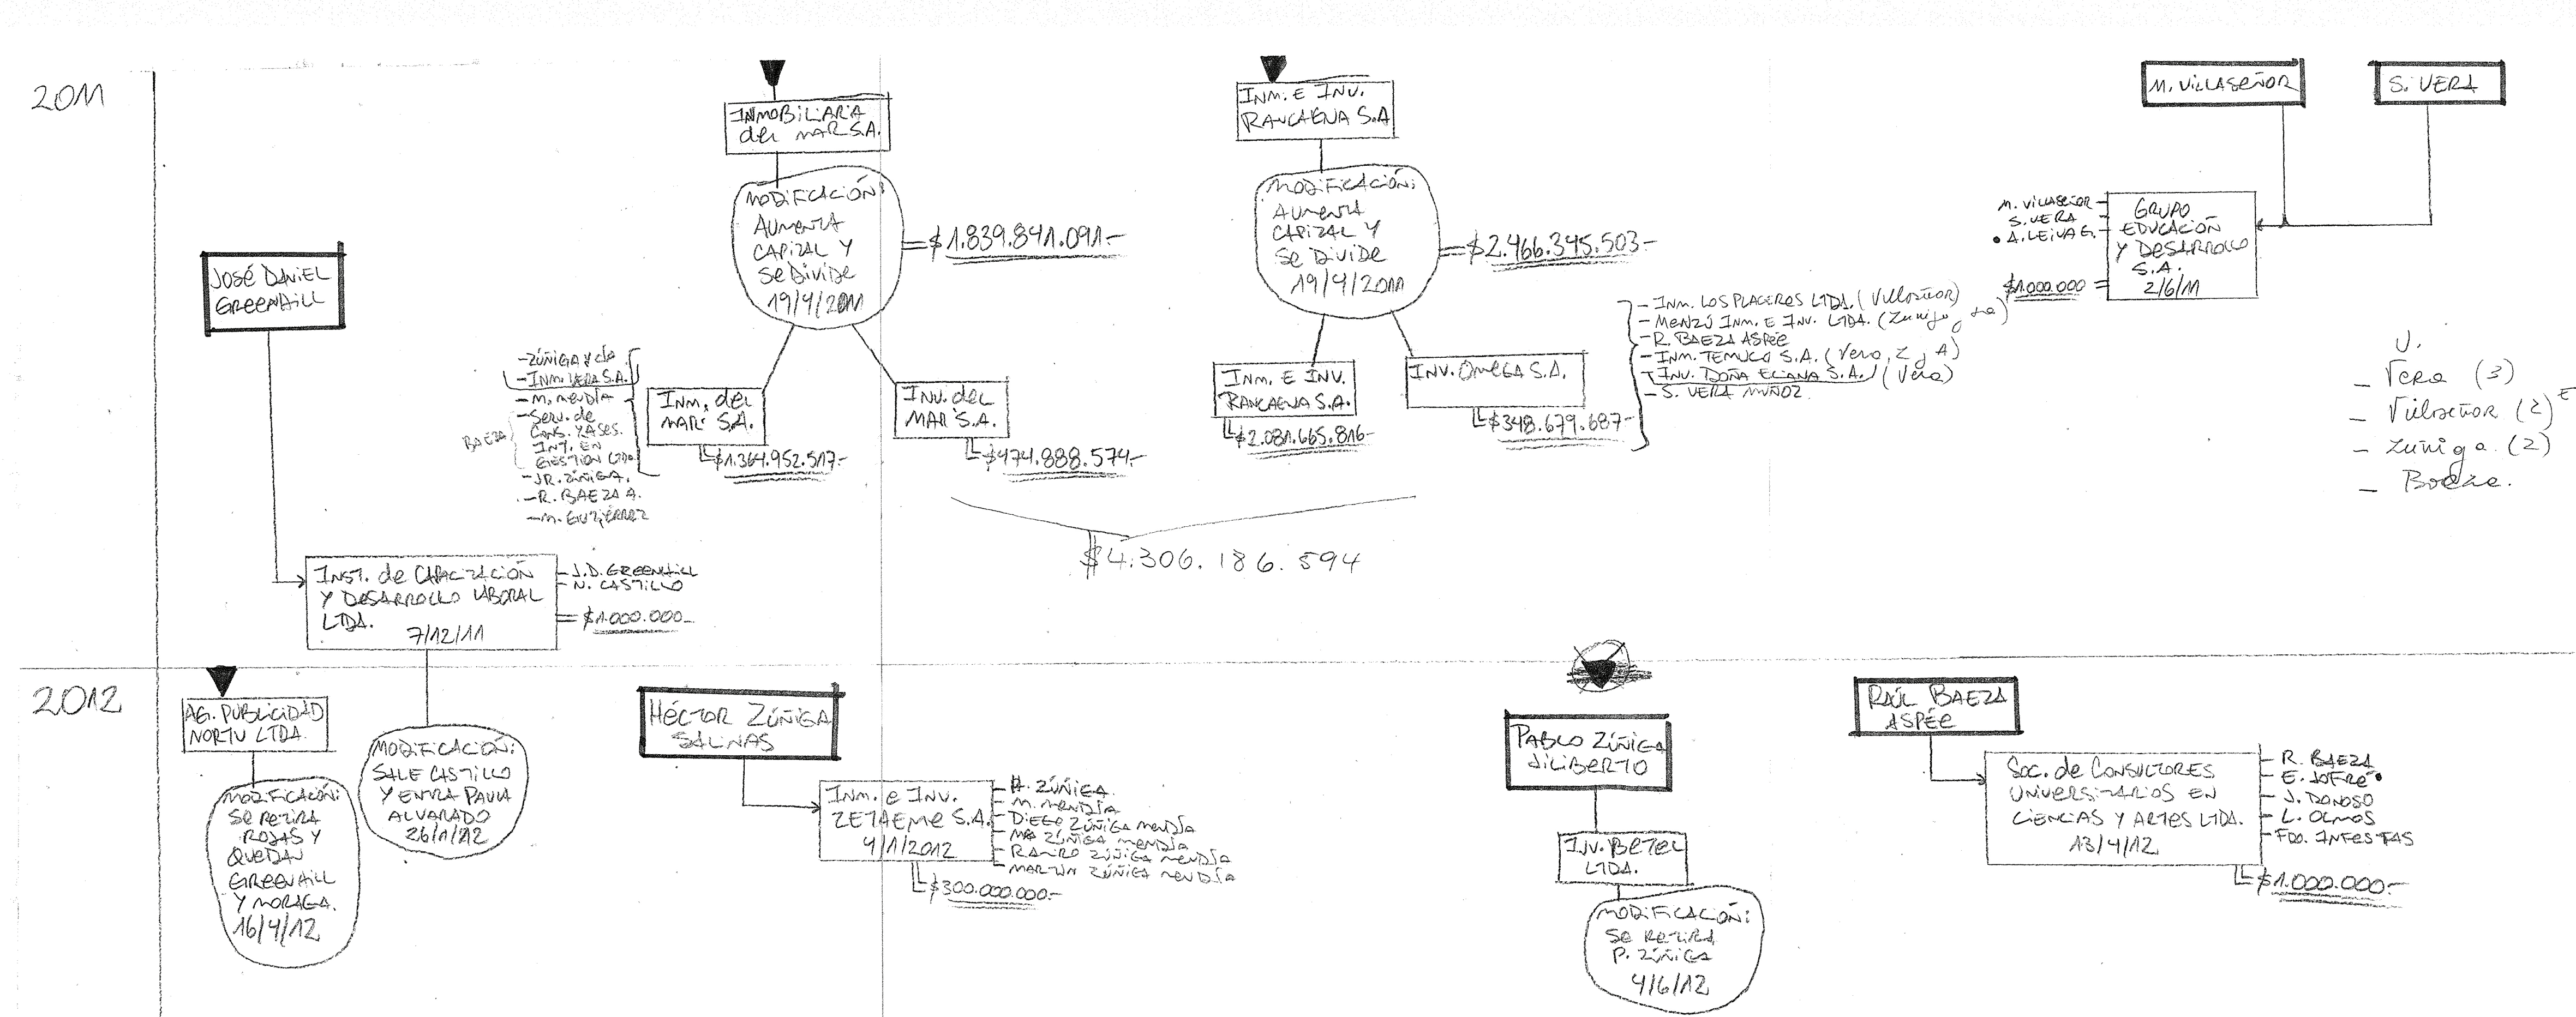 2011
INMOBILIARIA
del MAR S.A.
MODIFICACIÓN:
AUMENTA
CAPITAL Y
SE DIVIDE
19/4/2011
$1.839.841.091.-
INM. E INV.
RANCAENA S.A
MODIFICACIÓN:
AUMENTA
CAPITAL Y
SE DIVIDE
19/4/2011
$2.466.345.503-
M. VILLASEÑOR
S. VERA
M. VILLASEÑOR
S. VERA
• A. LEIVA G.
$1.000.000
GRUPO
EDUCACIÓN
Y DESARROLLO
S.A.
2/6/11
JOSÉ DANIEL
GREENHILL
- ZÚÑIGA Y CÍA
- INM. VERA S.A.
- M. MENDÍA
- SERV. de
CONS. Y ASES.
INT. EN
GESTIÓN LTDA.
BAEZA
- JR. ZÚÑIGA.
- R. BAEZA A.
- M. GUTIÉRREZ
INM. del
MAR S.A.
$1.364.952.517.-
INV. del
MAR S.A.
$474.888.574.-
INM. E INV.
RANCAENA S.A.
$2.081.665.816-
INV. OMEGA S.A.
$348.679.687-
- INM. LOS PLACERES LTDA. (Villaseñor)
- MENZÚ INM. E INV. LTDA.
- R. BAEZA ASPÉE
- INM. TEMUCO S.A. (Vera, Z y A)
- INV. DOÑA ELIANA S.A. (Vera)
- S. VERA MUÑOZ
U.
- Vera (3)
- Villaseñor (2)
- Zuñiga. (2)
- Baeza.
$4.306.186.594
INST. de CAPACITACIÓN
Y DESARROLLO LABORAL
LTDA.
7/12/11
- J.D. GREENHILL
- N. CASTILLO
$1.000.000-
2012
AG. PUBLICIDAD
NORTV LTDA.
MODIFICACIÓN:
SE RETIRA
ROJAS Y
QUEDAN
GREENHILL
Y MORAGA.
16/4/12
MODIFICACIÓN:
SALE CASTILLO
Y ENTRA PAULA
ALVARADO
26/1/12
HÉCTOR ZÚÑIGA
SALINAS
INM. e INV.
ZETAEME S.A.
4/1/2012
- H. ZÚÑIGA
- M. MENDÍA
- DIEGO ZÚÑIGA MENDÍA
- Mª ZÚÑIGA MENDÍA
- RAMIRO ZÚÑIGA MENDÍA
- MARTÍN ZÚÑIGA MENDÍA
$300.000.000-
PABLO ZÚÑIGA
JILIBERTO
INV. BETEL
LTDA.
MODIFICACIÓN:
SE RETIRA
P. ZÚÑIGA
4/6/12
RAÚL BAEZA
ASPÉE
SOC. de CONSULTORES
UNIVERSITARIOS EN
CIENCIAS Y ARTES LTDA.
13/4/12
- R. BAEZA
- E. JOFRÉ •
- J. DONOSO
- L. OLMOS
- FDO. INFESTAS
$1.000.000.-